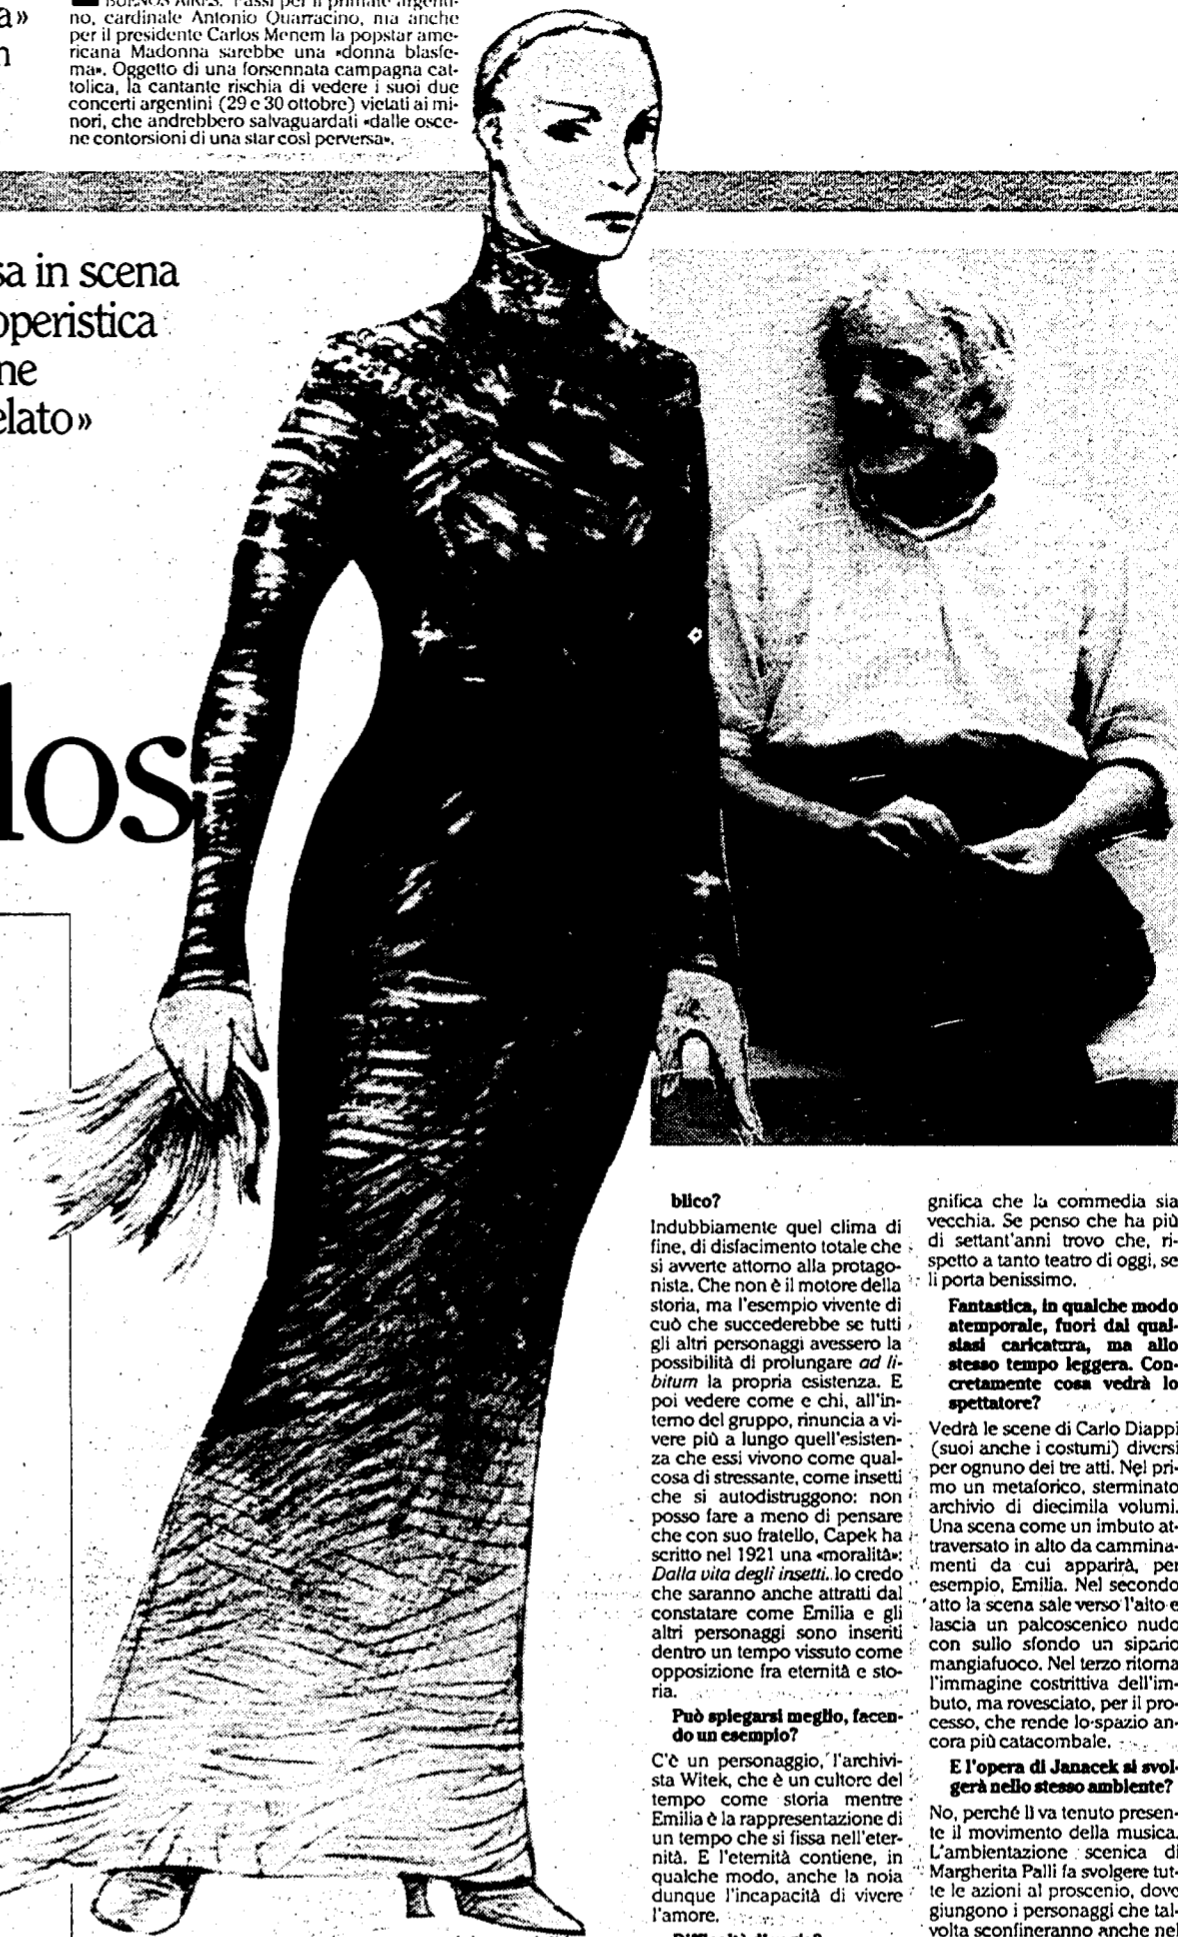 a»
BUENOS AIRES. Passi per il primate argenti-
no, cardinale Antonio Quarracino, ma anche
per il presidente Carlos Menem la popstar ame-
ricana Madonna sarebbe una «donna blasfe-
ma». Oggetto di una forsennata campagna cat-
tolica, la cantante rischia di vedere i suoi due
concerti argentini (29 e 30 ottobre) vietati ai mi-
nori, che andrebbero salvaguardati «dalle osce-
ne contorsioni di una star così perversa».
sa in scena
operistica
ne
elato»
los
blico?
Indubbiamente quel clima di
fine, di disfacimento totale che
si avverte attorno alla protago-
nista. Che non è il motore della
storia, ma l'esempio vivente di
cuò che succederebbe se tutti
gli altri personaggi avessero la
possibilità di prolungare ad li-
bitum la propria esistenza. E
poi vedere come e chi, all'in-
terno del gruppo, rinuncia a vi-
vere più a lungo quell'esisten-
za che essi vivono come qual-
cosa di stressante, come insetti
che si autodistruggono: non
posso fare a meno di pensare
che con suo fratello, Capek ha
scritto nel 1921 una «moralità»:
Dalla vita degli insetti. Io credo
che saranno anche attratti dal
constatare come Emilia e gli
altri personaggi sono inseriti
dentro un tempo vissuto come
opposizione fra eternità e sto-
ria.
Può spiegarsi meglio, facen-
do un esempio?
C'è un personaggio, l'archivi-
sta Witek, che è un cultore del
tempo come storia mentre
Emilia è la rappresentazione di
un tempo che si fissa nell'eter-
nità. E l'eternità contiene, in
qualche modo, anche la noia
dunque l'incapacità di vivere
l'amore.
gnifica che la commedia sia
vecchia. Se penso che ha più
di settant'anni trovo che, ri-
spetto a tanto teatro di oggi, se
li porta benissimo.
Fantastica, in qualche modo
atemporale, fuori dal qual-
siasi caricatura, ma allo
stesso tempo leggera. Con-
cretamente cosa vedrà lo
spettatore?
Vedrà le scene di Carlo Diappi
(suoi anche i costumi) diversi
per ognuno dei tre atti. Nel pri-
mo un metaforico, sterminato
archivio di diecimila volumi.
Una scena come un imbuto at-
traversato in alto da cammina-
menti da cui apparirà, per
esempio, Emilia. Nel secondo
atto la scena sale verso l'alto e
lascia un palcoscenico nudo
con sullo sfondo un sipario
mangiafuoco. Nel terzo ritorna
l'immagine costrittiva dell'im-
buto, ma rovesciato, per il pro-
cesso, che rende lo spazio an-
cora più catacombale.
E l'opera di Janacek si svol-
gerà nello stesso ambiente?
No, perché lì va tenuto presen-
te il movimento della musica.
L'ambientazione scenica di
Margherita Palli fa svolgere tut-
te le azioni al proscenio, dove
giungono i personaggi che tal-
volta sconfineranno anche nel